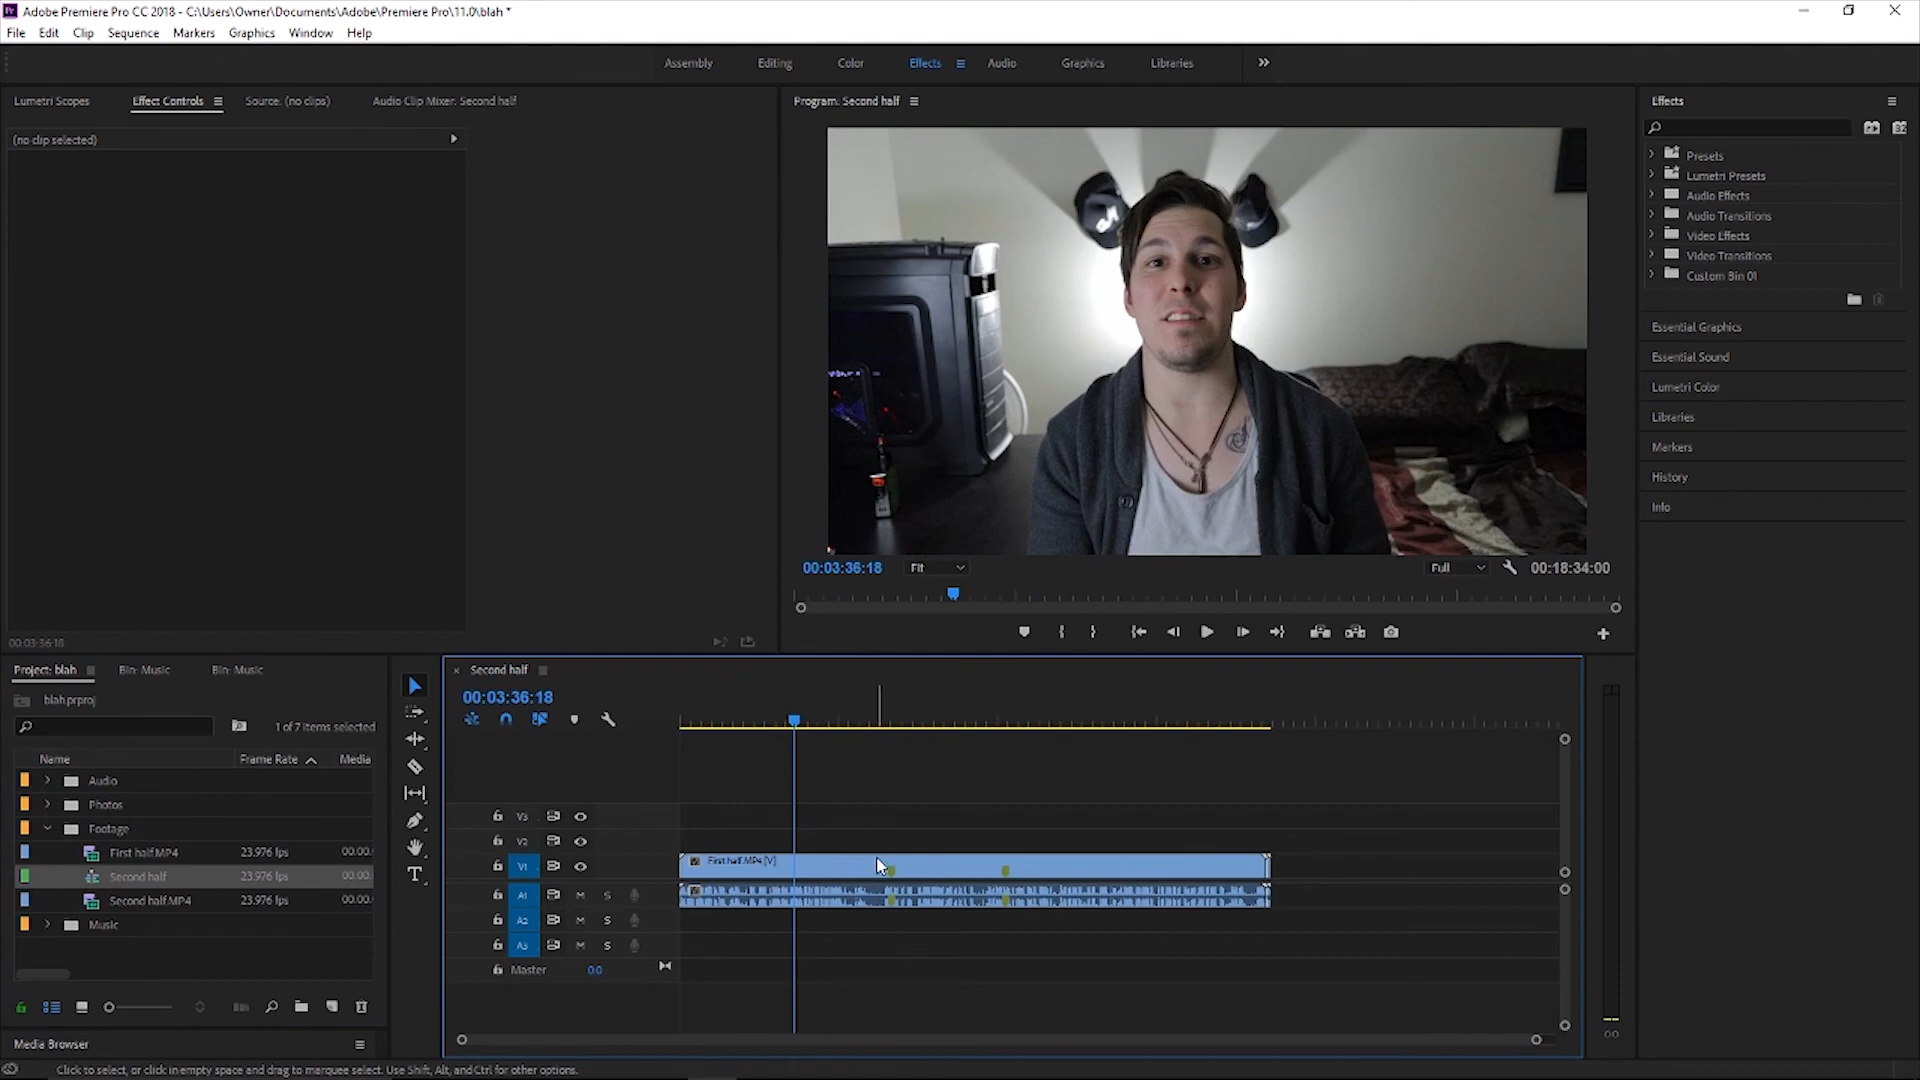 Adobe Premiere Pro CC 2018 - C:\Users\Owner\Documents\Adobe\Premiere Pro\11.0\blah *
File Edit Clip Sequence Markers Graphics Window Help
Assembly Editing Color Effects Audio Graphics Libraries
Lumetri Scopes Effect Controls Source: (no clips) Audio Clip Mixer: Second half
(no clip selected)
00:03:36:18
Program: Second half
00:03:36:18 Fit Full 00:18:34:00
Effects
Presets
Lumetri Presets
Audio Effects
Audio Transitions
Video Effects
Video Transitions
Custom Bin 01
Essential Graphics
Essential Sound
Lumetri Color
Libraries
Markers
History
Info
Project: blah Bin: Music Bin: Music
blah.prproj
1 of 7 items selected
Name Frame Rate Media
Audio
Photos
Footage
First half.MP4 23.976 fps 00:00:
Second half 23.976 fps 00:00:
Second half.MP4 23.976 fps 00:00:
Music
Media Browser
Second half
00:03:36:18
V3
V2
V1 First half.MP4 [V]
A1 M S
A2 M S
A3 M S
Master 0.0
Click to select, or click in empty space and drag to marquee select. Use Shift, Alt, and Ctrl for other options.